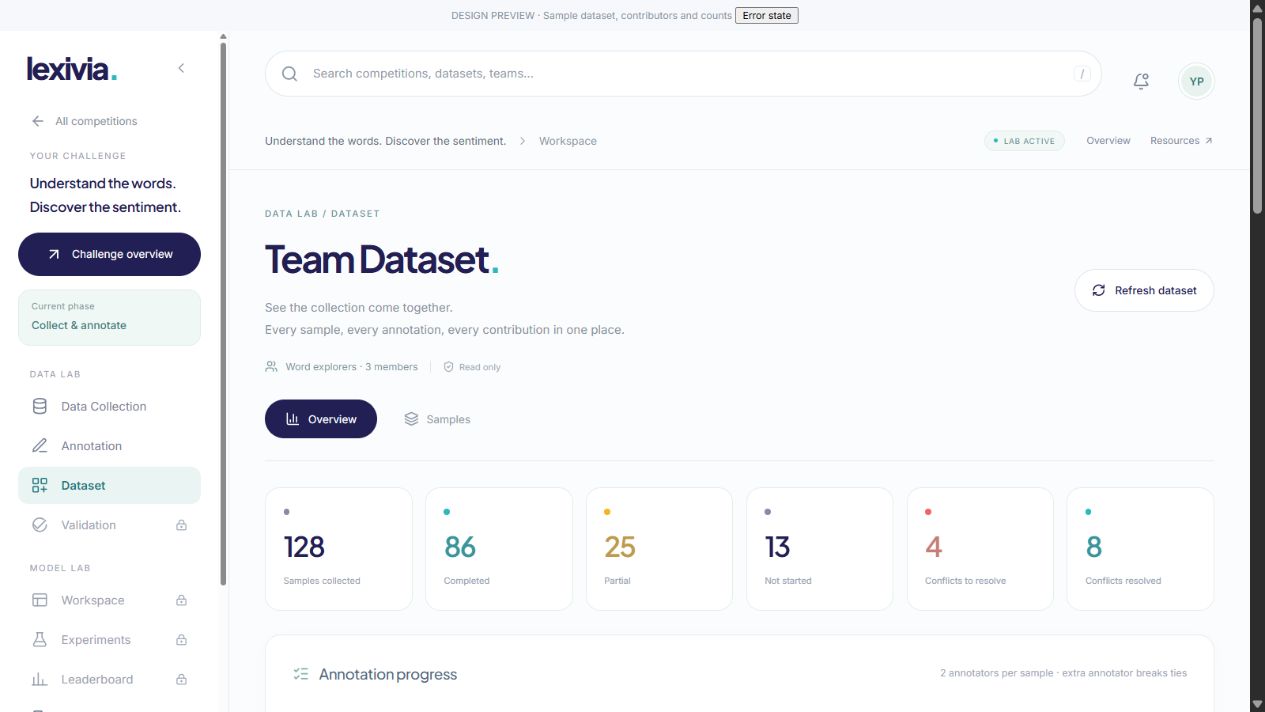 DESIGN PREVIEW · Sample dataset, contributors and counts Error state
lexivia.
All competitions
YOUR CHALLENGE
Understand the words.
Discover the sentiment.
Challenge overview
Current phase
Collect & annotate
DATA LAB
Data Collection
Annotation
Dataset
Validation
MODEL LAB
Workspace
Experiments
Leaderboard
Search competitions, datasets, teams...
/
YP
Understand the words. Discover the sentiment. > Workspace
LAB ACTIVE
Overview
Resources
DATA LAB / DATASET
Team Dataset.
See the collection come together.
Every sample, every annotation, every contribution in one place.
Word explorers · 3 members
Read only
Refresh dataset
Overview
Samples
128
Samples collected
86
Completed
25
Partial
13
Not started
4
Conflicts to resolve
8
Conflicts resolved
Annotation progress
2 annotators per sample · extra annotator breaks ties